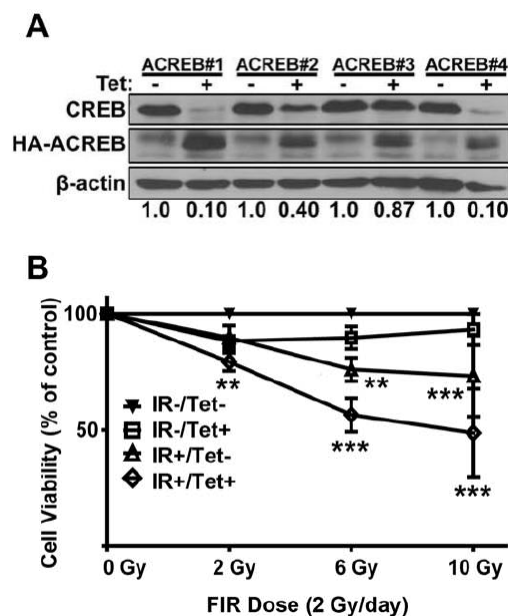 A
ACREB#1 ACREB#2 ACREB#3 ACREB#4
Tet: - + - + - + - +
CREB
HA-ACREB
β-actin
1.0 0.10 1.0 0.40 1.0 0.87 1.0 0.10
B
Cell Viability (% of control)
100
50
IR-/Tet-
IR-/Tet+
IR+/Tet-
IR+/Tet+
**
**
***
***
***
0 Gy 2 Gy 6 Gy 10 Gy
FIR Dose (2 Gy/day)